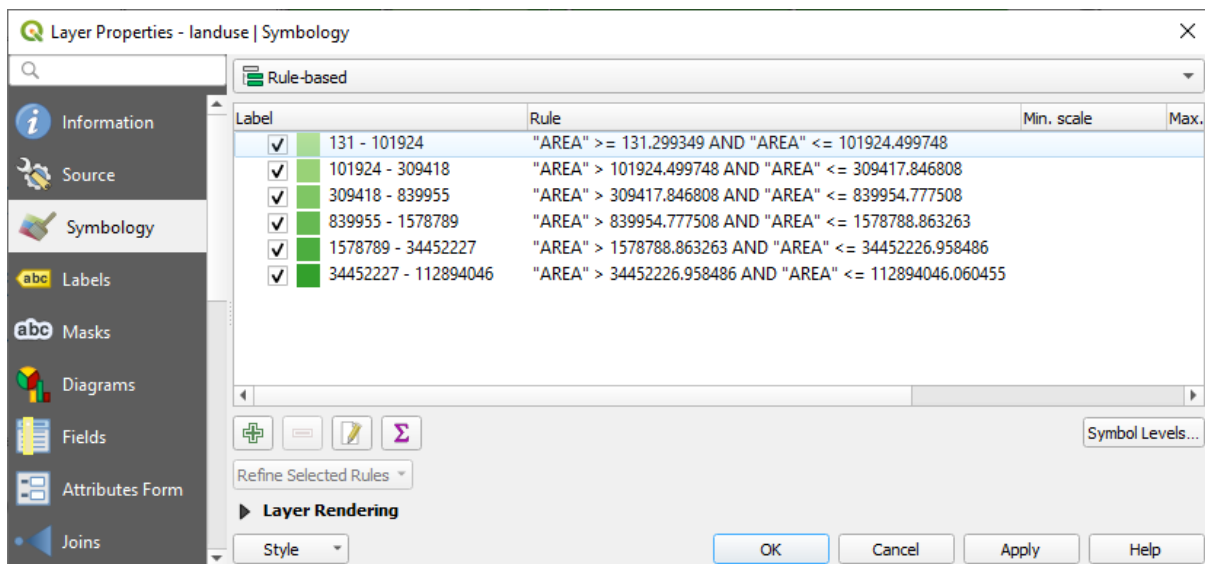 Layer Properties - landuse | Symbology
Rule-based
Information
Source
Symbology
Labels
Masks
Diagrams
Fields
Attributes Form
Joins
Label Rule Min. scale Max.
131 - 101924 "AREA" >= 131.299349 AND "AREA" <= 101924.499748
101924 - 309418 "AREA" > 101924.499748 AND "AREA" <= 309417.846808
309418 - 839955 "AREA" > 309417.846808 AND "AREA" <= 839954.777508
839955 - 1578789 "AREA" > 839954.777508 AND "AREA" <= 1578788.863263
1578789 - 34452227 "AREA" > 1578788.863263 AND "AREA" <= 34452226.958486
34452227 - 112894046 "AREA" > 34452226.958486 AND "AREA" <= 112894046.060455
abc
abc
Σ
Symbol Levels...
Refine Selected Rules
Layer Rendering
Style OK Cancel Apply Help